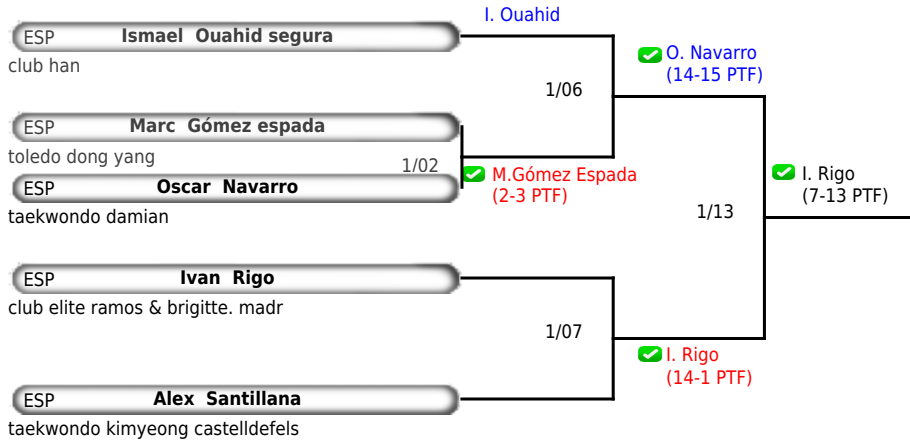 I. Ouahid
ESP Ismael Ouahid segura
club han
O. Navarro
(14-15 PTF)
1/06
ESP Marc Gómez espada
toledo dong yang
1/02
M.Gómez Espada
(2-3 PTF)
ESP Oscar Navarro
taekwondo damian
I. Rigo
(7-13 PTF)
1/13
ESP Ivan Rigo
club elite ramos & brigitte. madr
1/07
I. Rigo
(14-1 PTF)
ESP Alex Santillana
taekwondo kimyeong castelldefels